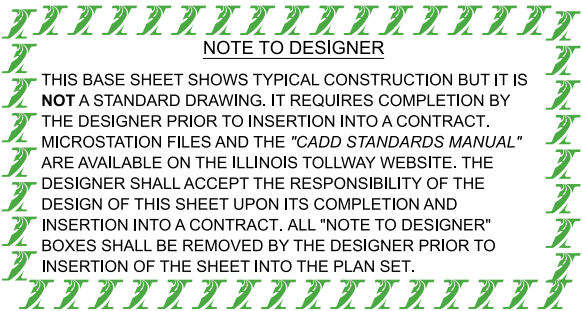 NOTE TO DESIGNER
THIS BASE SHEET SHOWS TYPICAL CONSTRUCTION BUT IT IS
NOT A STANDARD DRAWING. IT REQUIRES COMPLETION BY
THE DESIGNER PRIOR TO INSERTION INTO A CONTRACT.
MICROSTATION FILES AND THE "CADD STANDARDS MANUAL"
ARE AVAILABLE ON THE ILLINOIS TOLLWAY WEBSITE. THE
DESIGNER SHALL ACCEPT THE RESPONSIBILITY OF THE
DESIGN OF THIS SHEET UPON ITS COMPLETION AND
INSERTION INTO A CONTRACT. ALL "NOTE TO DESIGNER"
BOXES SHALL BE REMOVED BY THE DESIGNER PRIOR TO
INSERTION OF THE SHEET INTO THE PLAN SET.